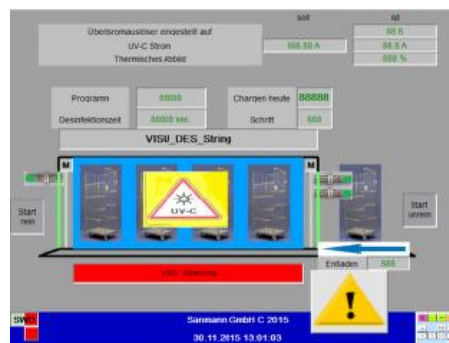 soll ist
Überstromauslöser eingestellt auf 88.8
UV-C Strom 888.88 A 88.8 A
Thermisches Abbild 888 %
Programm 88888 Chargen heute 88888
Desinfektionszeit 88888 sec. Schritt 888
VISU_DES_String
M M
UV-C
Start rein
Start unrein
Entladen 888
SWD
Sanmann GmbH C 2015
30.11.2015 13:01:03